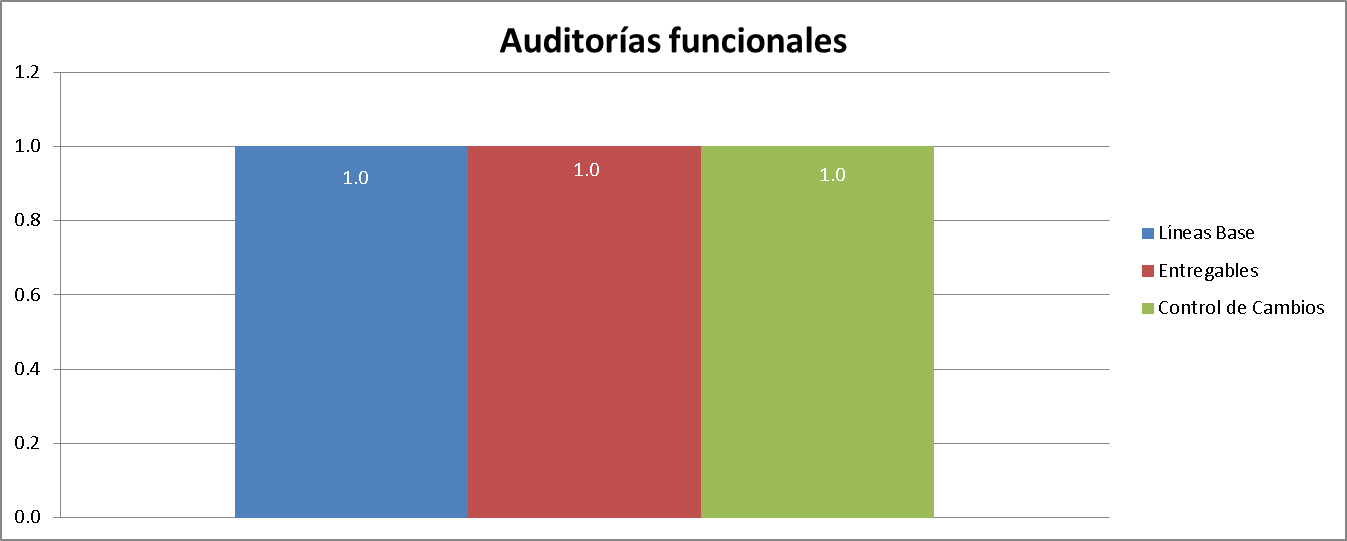 Auditorías funcionales
1.2
1.0
0.8
0.6
0.4
0.2
0.0
1.0
1.0
1.0
Líneas Base
Entregables
Control de Cambios